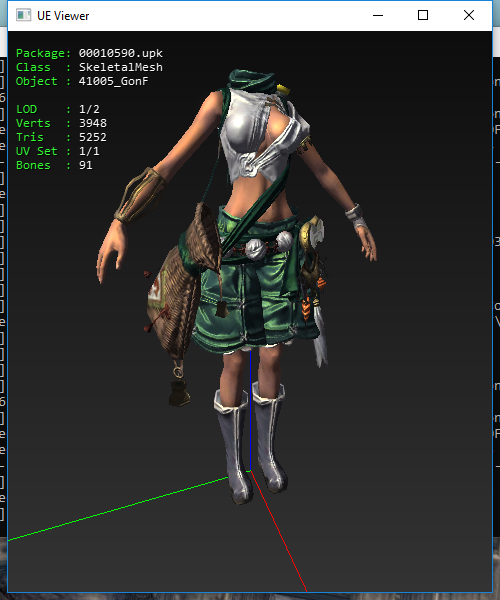 UE Viewer
Package: 00010590.upk
Class : SkeletalMesh
Object : 41005_GonF
LOD : 1/2
Verts : 3948
Tris : 5252
UV Set : 1/1
Bones : 91